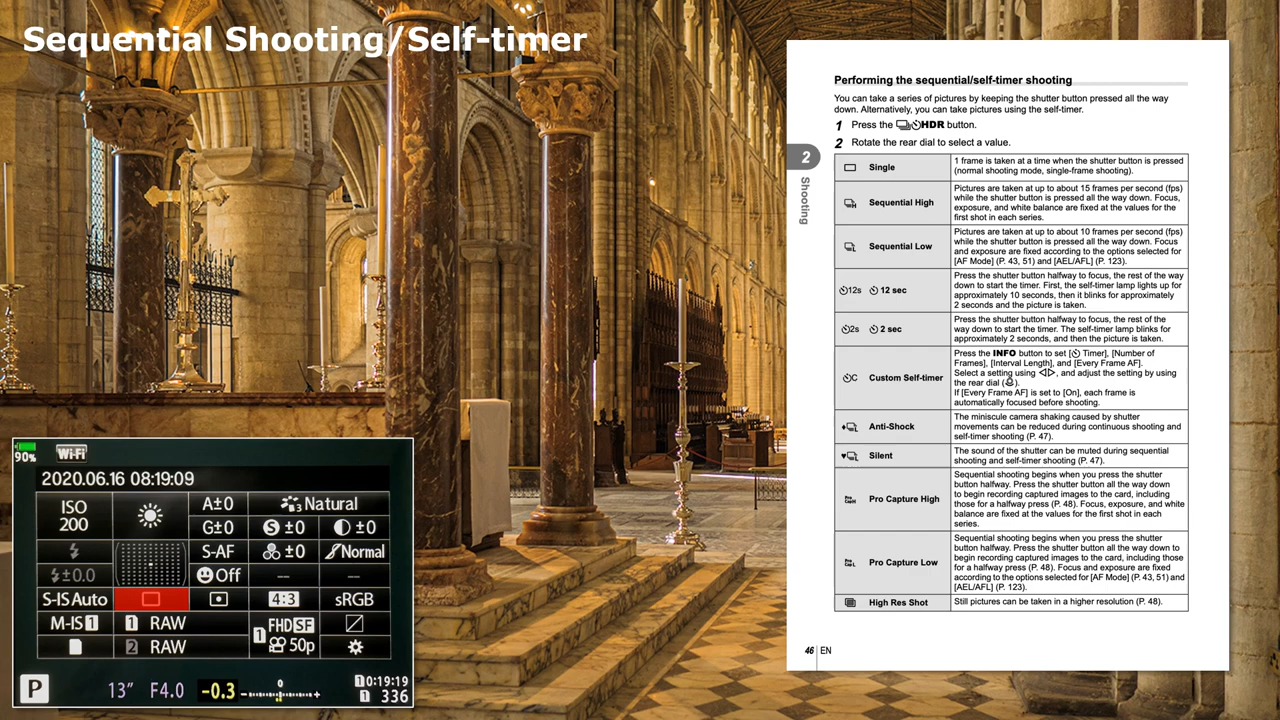 Sequential Shooting/Self-timer
Performing the sequential/self-timer shooting
You can take a series of pictures by keeping the shutter button pressed all the way
down. Alternatively, you can take pictures using the self-timer.
1 Press the HDR button.
2 Rotate the rear dial to select a value.
2
Shooting
Single
1 frame is taken at a time when the shutter button is pressed
(normal shooting mode, single-frame shooting).
Sequential High
Pictures are taken at up to about 15 frames per second (fps)
while the shutter button is pressed all the way down. Focus,
exposure, and white balance are fixed at the values for the
first shot in each series.
Sequential Low
Pictures are taken at up to about 10 frames per second (fps)
while the shutter button is pressed all the way down. Focus
and exposure are fixed according to the options selected for
[AF Mode] (P. 43, 51) and [AEL/AFL] (P. 123).
12s 12 sec
Press the shutter button halfway to focus, the rest of the way
down to start the timer. First, the self-timer lamp lights up for
approximately 10 seconds, then it blinks for approximately
2 seconds and the picture is taken.
2s 2 sec
Press the shutter button halfway to focus, the rest of the
way down to start the timer. The self-timer lamp blinks for
approximately 2 seconds, and then the picture is taken.
C Custom Self-timer
Press the INFO button to set [ Timer], [Number of
Frames], [Interval Length], and [Every Frame AF].
Select a setting using , and adjust the setting by using
the rear dial ( ).
If [Every Frame AF] is set to [On], each frame is
automatically focused before shooting.
Anti-Shock
The miniscule camera shaking caused by shutter
movements can be reduced during continuous shooting and
self-timer shooting (P. 47).
Silent
The sound of the shutter can be muted during sequential
shooting and self-timer shooting (P. 47).
Pro Capture High
Sequential shooting begins when you press the shutter
button halfway. Press the shutter button all the way down
to begin recording captured images to the card, including
those for a halfway press (P. 48). Focus, exposure, and white
balance are fixed at the values for the first shot in each
series.
Pro Capture Low
Sequential shooting begins when you press the shutter
button halfway. Press the shutter button all the way down to
begin recording captured images to the card, including those
for a halfway press (P. 48). Focus and exposure are fixed
according to the options selected for [AF Mode] (P. 43, 51) and
[AEL/AFL] (P. 123).
High Res Shot
Still pictures can be taken in a higher resolution (P. 48).
46 EN
90% Wi-Fi
2020.06.16 08:19:09
ISO
200
A±0
3 Natural
G±0
S ±0
±0
S-AF
±0
Normal
±0.0
Off
S-IS Auto
4:3
sRGB
M-IS 1
1 RAW
1 FHD SF
50p
2 RAW
P
13" F4.0 -0.3
0
- +
1 0:19:19
1 336